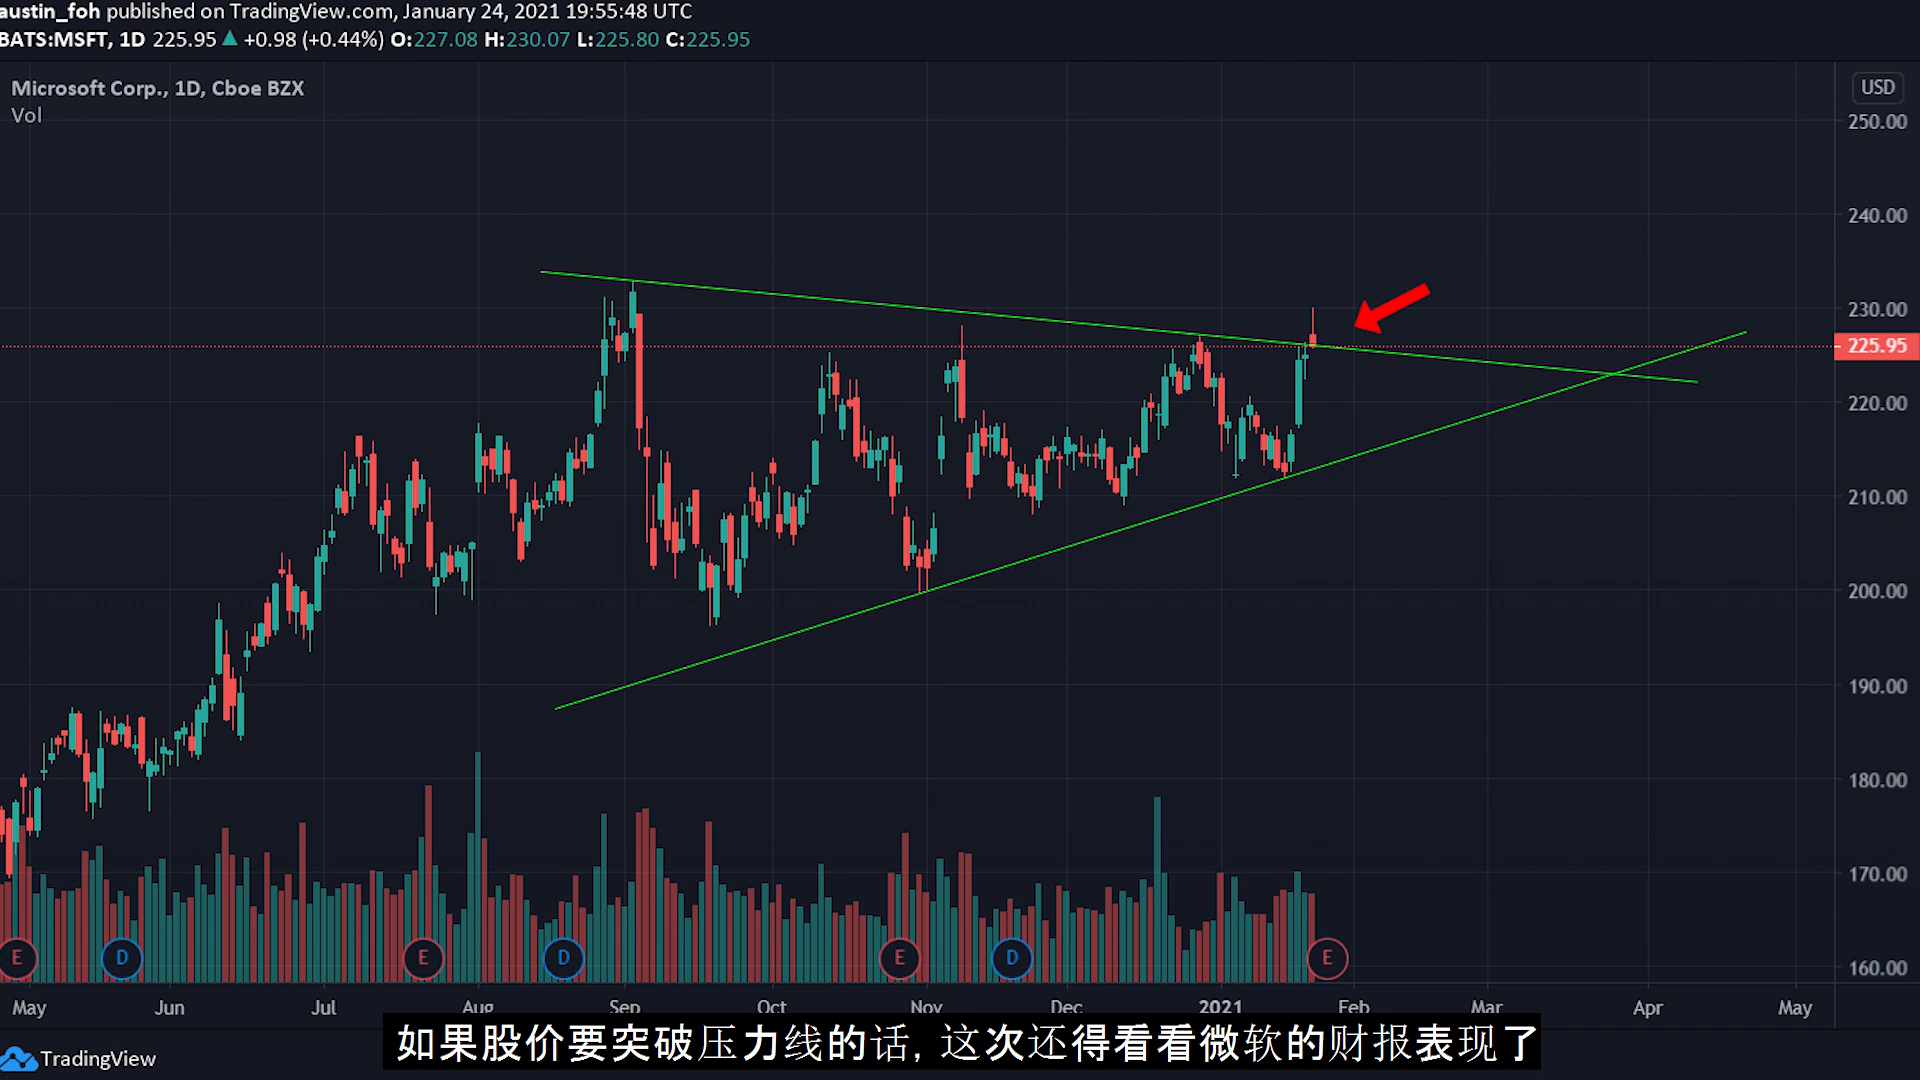 austin_foh published on TradingView.com, January 24, 2021 19:55:48 UTC
BATS:MSFT, 1D 225.95 ▲ +0.98 (+0.44%) O:227.08 H:230.07 L:225.80 C:225.95
Microsoft Corp., 1D, Cboe BZX
Vol
USD
250.00
240.00
230.00
225.95
220.00
210.00
200.00
190.00
180.00
170.00
160.00
E D E D E D E
May Jun Jul Aug Sep Oct Nov Dec 2021 Feb Mar Apr May
如果股价要突破压力线的话, 这次还得看看微软的财报表现了
TradingView